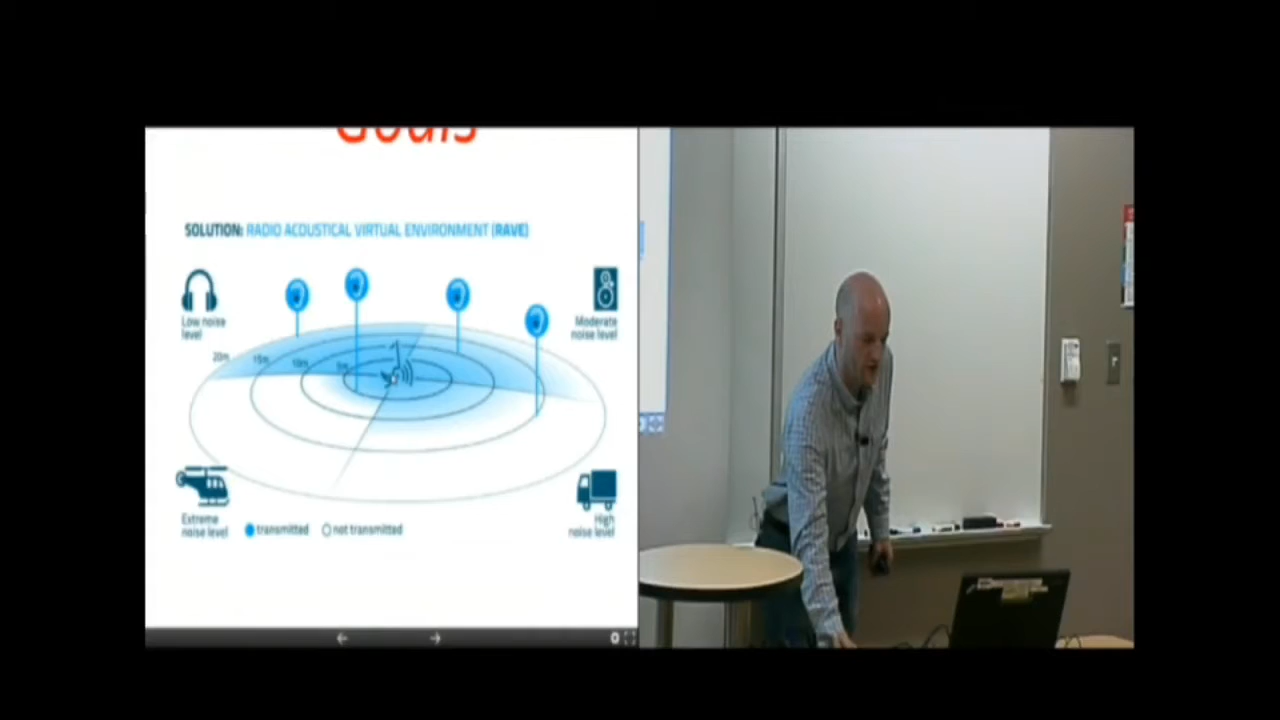 Goals
SOLUTION: RADIO ACOUSTICAL VIRTUAL ENVIRONMENT (RAVE)
Low noise
level
Moderate
noise level
20m
15m
10m
5m
Extreme
noise level
transmitted
not transmitted
High
noise level